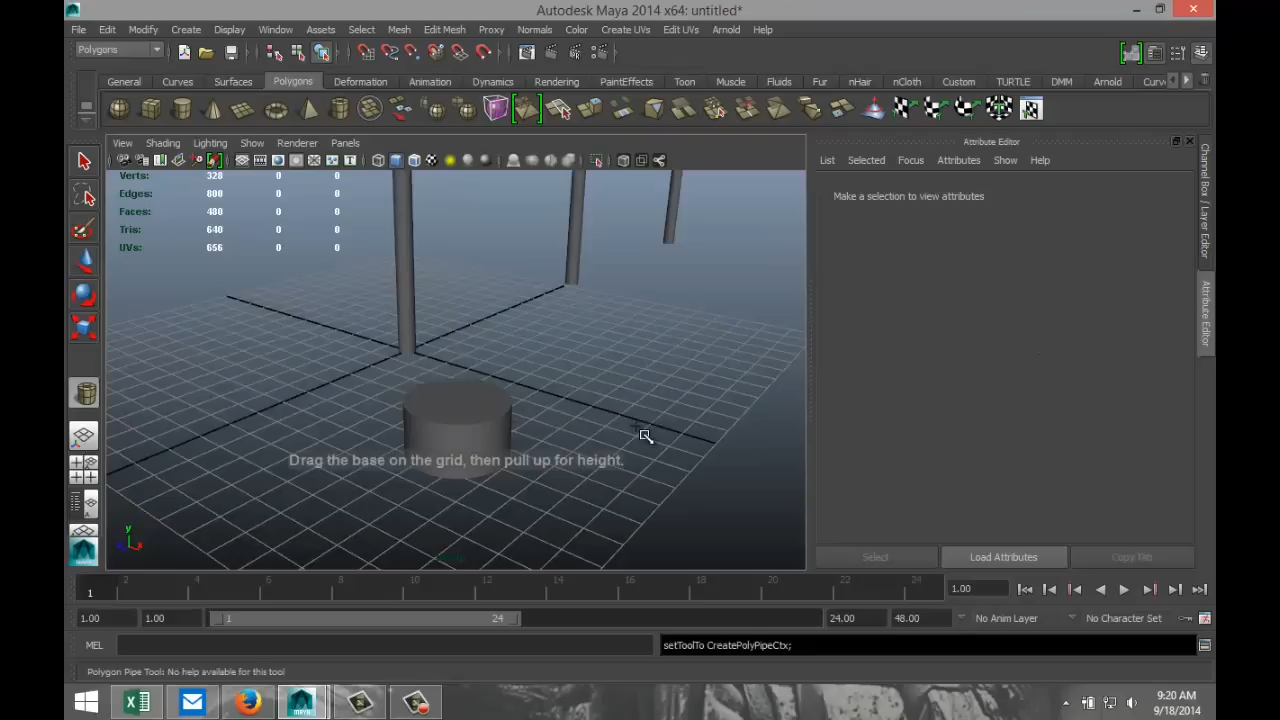 Autodesk Maya 2014 x64: untitled*
File Edit Modify Create Display Window Assets Select Mesh Edit Mesh Proxy Normals Color Create UVs Edit UVs Arnold Help
Polygons
General Curves Surfaces Polygons Deformation Animation Dynamics Rendering PaintEffects Toon Muscle Fluids Fur nHair nCloth Custom TURTLE DMM Arnold Curv
View Shading Lighting Show Renderer Panels
Attribute Editor
List Selected Focus Attributes Show Help
Make a selection to view attributes
Channel Box / Layer Editor
Attribute Editor
Verts: 328 0 0
Edges: 800 0 0
Faces: 480 0 0
Tris: 640 0 0
UVs: 656 0 0
Drag the base on the grid, then pull up for height.
y
x
Select Load Attributes Copy Tab
1 2 4 6 8 10 12 14 16 18 20 22 24 1.00
1.00 1.00 1 24 24.00 48.00 No Anim Layer No Character Set
MEL setToolTo CreatePolyPipeCtx;
Polygon Pipe Tool: No help available for this tool
9:20 AM
9/18/2014